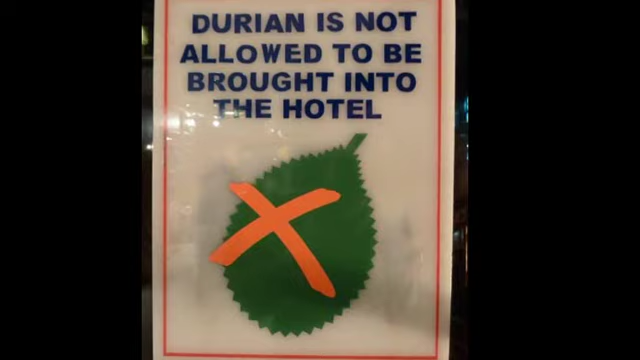 DURIAN IS NOT
ALLOWED TO BE
BROUGHT INTO
THE HOTEL